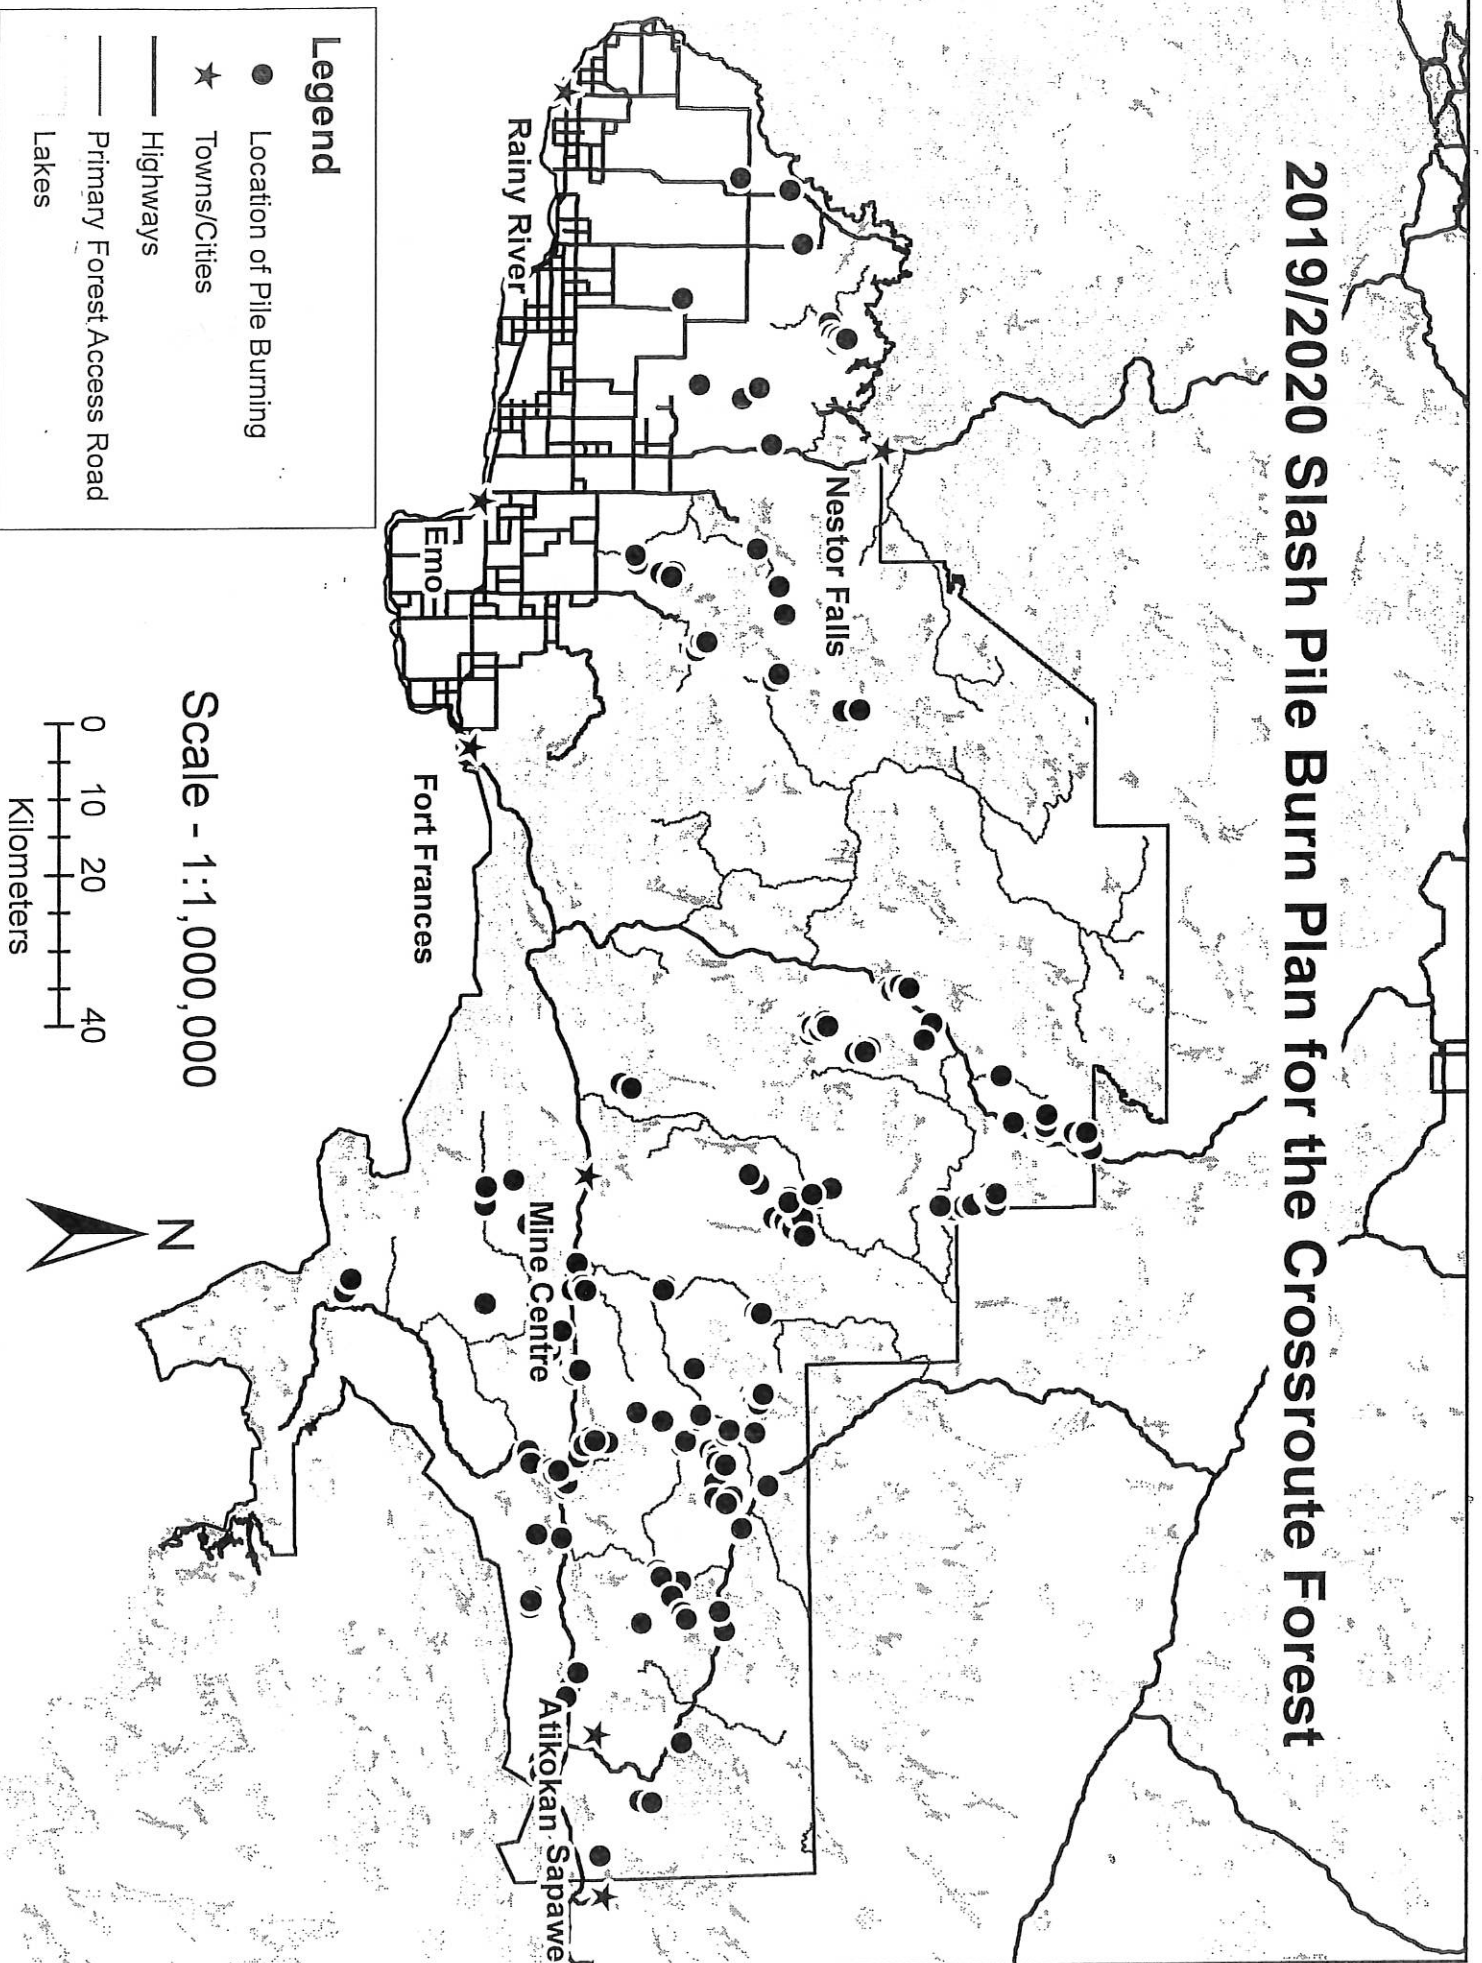 2019/2020 Slash Pile Burn Plan for the Crossroute Forest
Nestor Falls
Rainy River
Emo
Fort Frances
Mine Centre
Atikokan
Sapawe
Legend
Location of Pile Burning
Towns/Cities
Highways
Primary Forest Access Road
Lakes
Scale - 1:1,000,000
0 10 20 40
Kilometers
N